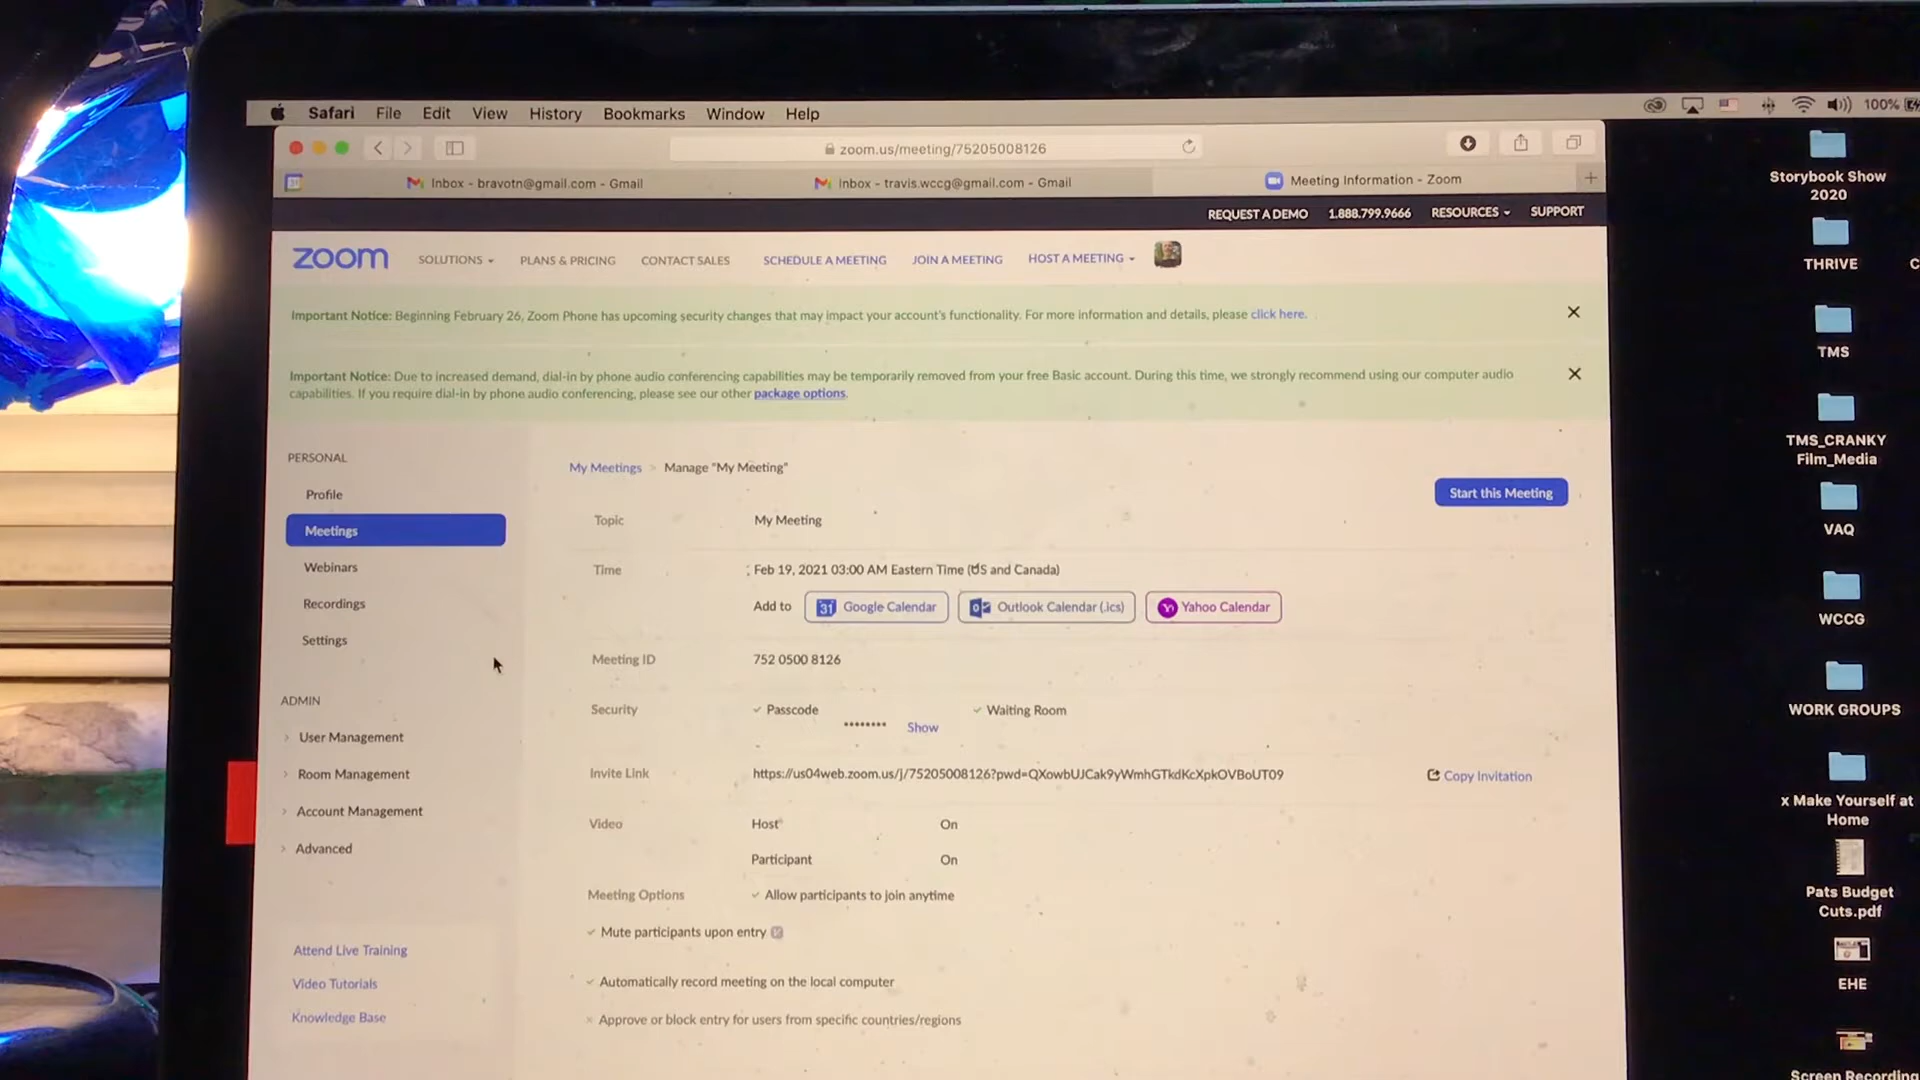 Safari File Edit View History Bookmarks Window Help
100%
zoom.us/meeting/75205008126
31 Inbox - bravotn@gmail.com - Gmail
Inbox - travis.wccg@gmail.com - Gmail
Meeting Information - Zoom
REQUEST A DEMO 1.888.799.9666 RESOURCES SUPPORT
zoom SOLUTIONS PLANS & PRICING CONTACT SALES SCHEDULE A MEETING JOIN A MEETING HOST A MEETING
Important Notice: Beginning February 26, Zoom Phone has upcoming security changes that may impact your account's functionality. For more information and details, please click here.
Important Notice: Due to increased demand, dial-in by phone audio conferencing capabilities may be temporarily removed from your free Basic account. During this time, we strongly recommend using our computer audio
capabilities. If you require dial-in by phone audio conferencing, please see our other package options.
PERSONAL
Profile
Meetings
Webinars
Recordings
Settings
ADMIN
User Management
Room Management
Account Management
Advanced
Attend Live Training
Video Tutorials
Knowledge Base
My Meetings > Manage "My Meeting"
Start this Meeting
Topic My Meeting
Time Feb 19, 2021 03:00 AM Eastern Time (US and Canada)
Add to 31 Google Calendar Outlook Calendar (.ics) Yahoo Calendar
Meeting ID 752 0500 8126
Security Passcode ******** Show Waiting Room
Invite Link https://us04web.zoom.us/j/75205008126?pwd=QXowbUJCak9yWmhGTkdKcXpkOVBoUT09 Copy Invitation
Video Host On
Participant On
Meeting Options Allow participants to join anytime
Mute participants upon entry
Automatically record meeting on the local computer
Approve or block entry for users from specific countries/regions
Storybook Show
2020
THRIVE
C
TMS
TMS_CRANKY
Film_Media
VAQ
WCCG
WORK GROUPS
x Make Yourself at
Home
Pats Budget
Cuts.pdf
EHE
Screen Recording